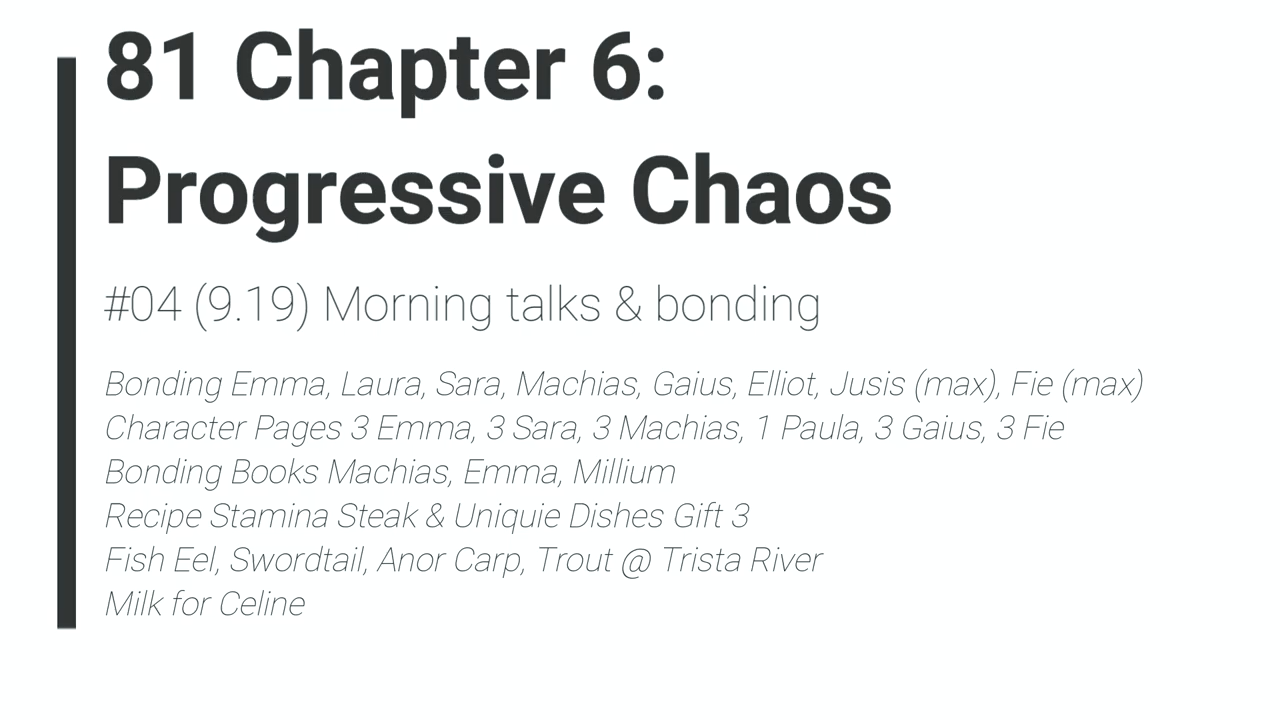 81 Chapter 6:
Progressive Chaos
#04 (9.19) Morning talks & bonding
Bonding Emma, Laura, Sara, Machias, Gaius, Elliot, Jusis (max), Fie (max)
Character Pages 3 Emma, 3 Sara, 3 Machias, 1 Paula, 3 Gaius, 3 Fie
Bonding Books Machias, Emma, Millium
Recipe Stamina Steak & Uniquie Dishes Gift 3
Fish Eel, Swordtail, Anor Carp, Trout @ Trista River
Milk for Celine